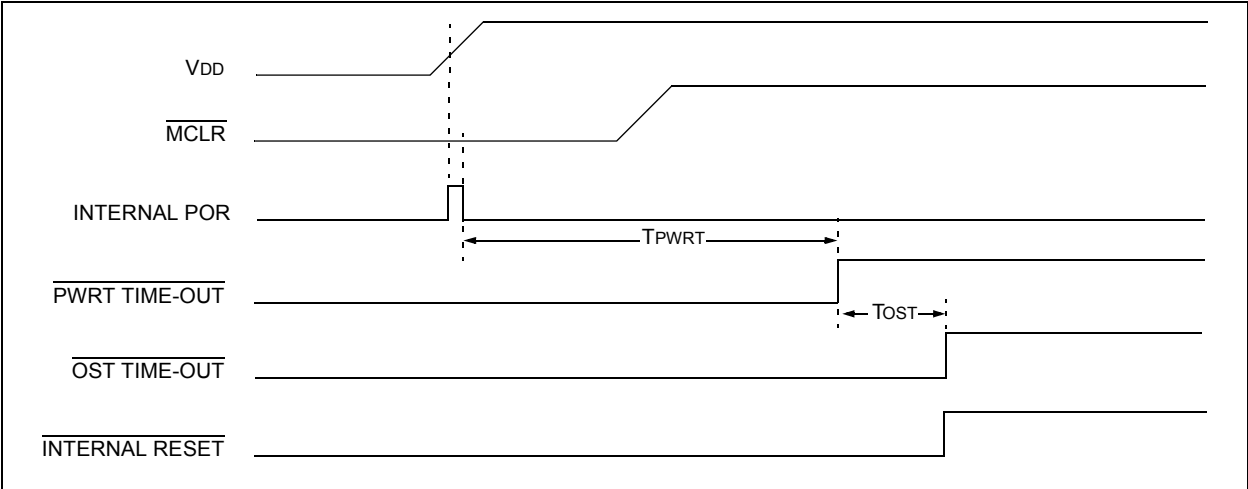 VDD
MCLR
INTERNAL POR
TPWRT
PWRT TIME-OUT
TOST
OST TIME-OUT
INTERNAL RESET